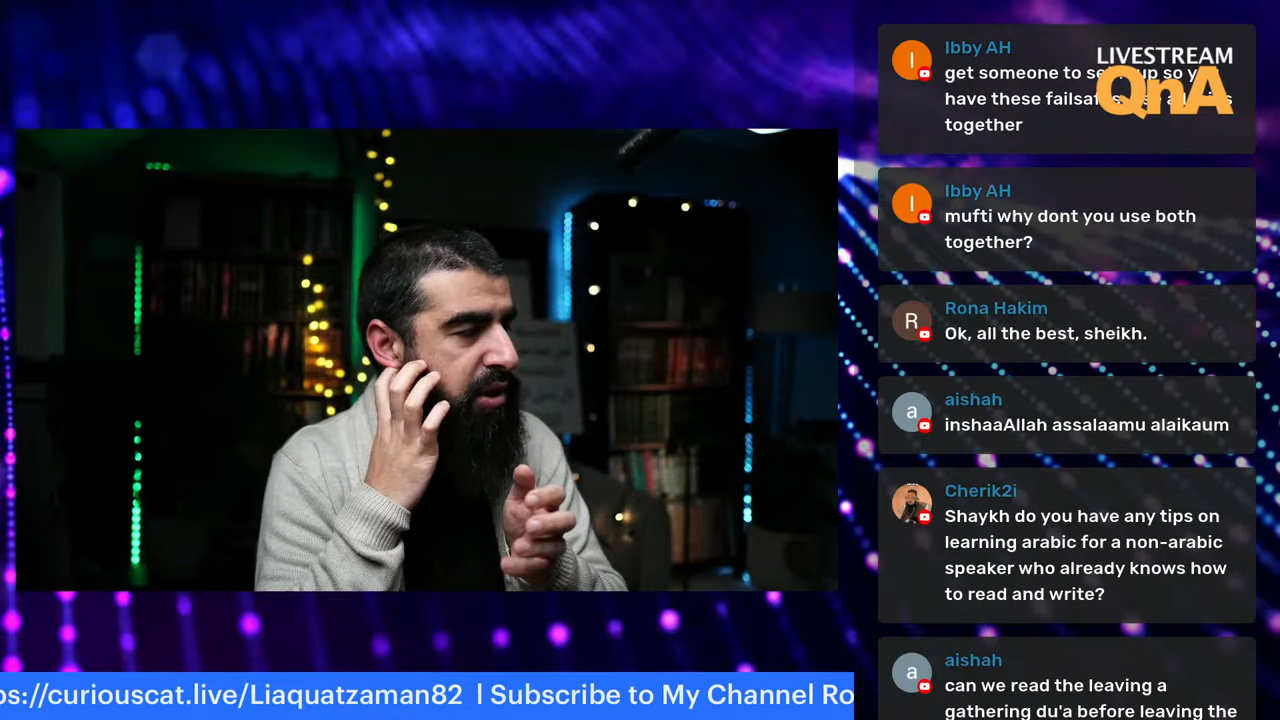 LIVESTREAM
QnA
I
Ibby AH
get someone to
have these
together
I
Ibby AH
mufti why dont you use both
together?
R
Rona Hakim
Ok, all the best, sheikh.
a
aishah
inshaaAllah assalaamu alaikaum
Cherik2i
Shaykh do you have any tips on
learning arabic for a non-arabic
speaker who already knows how
to read and write?
a
aishah
can we read the leaving a
gathering du'a before leaving the
ps://curiouscat.live/Liaquatzaman82 | Subscribe to My Channel Ro